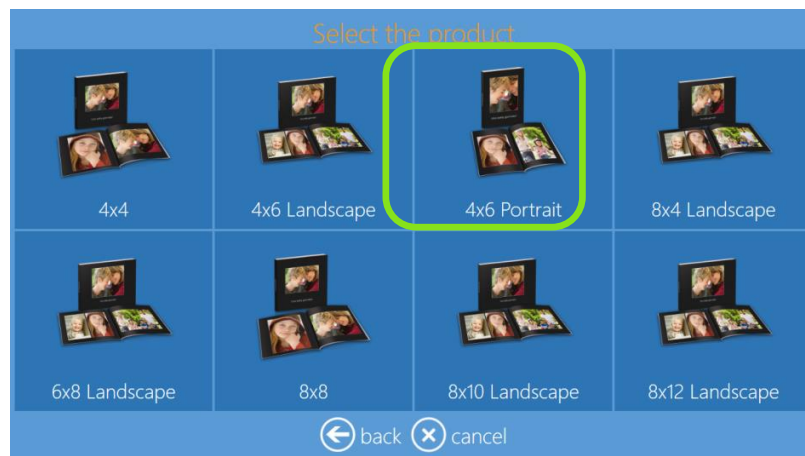 Select the product
4x4
4x6 Landscape
4x6 Portrait
8x4 Landscape
6x8 Landscape
8x8
8x10 Landscape
8x12 Landscape
back
cancel